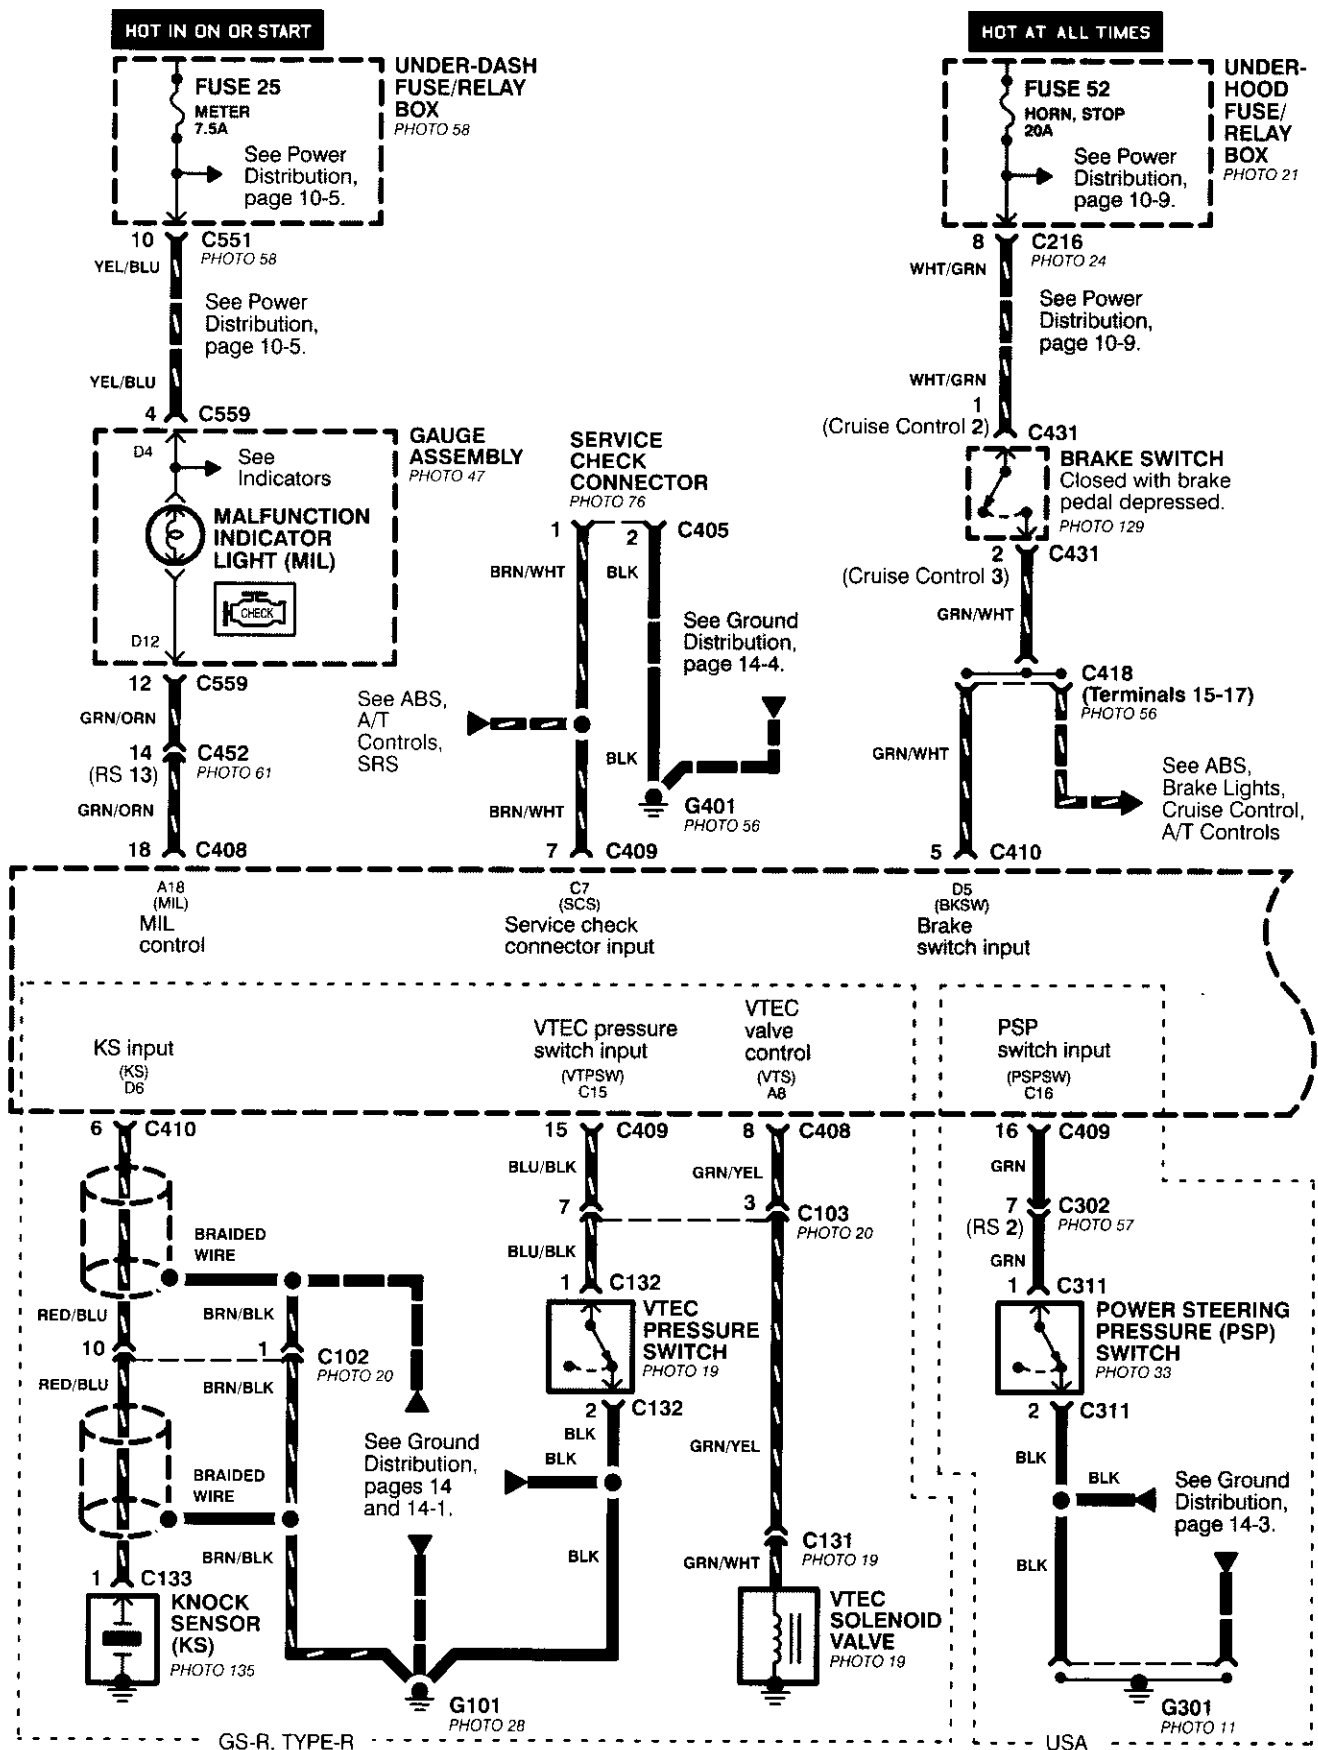 HOT IN ON OR START
HOT AT ALL TIMES
FUSE 25
METER
7.5A
See Power
Distribution,
page 10-5.
UNDER-DASH
FUSE/RELAY
BOX
PHOTO 58
FUSE 52
HORN, STOP
20A
See Power
Distribution,
page 10-9.
UNDER-
HOOD
FUSE/
RELAY
BOX
PHOTO 21
10 C551
PHOTO 58
YEL/BLU
See Power
Distribution,
page 10-5.
YEL/BLU
4 C559
8 C216
PHOTO 24
WHT/GRN
See Power
Distribution,
page 10-9.
WHT/GRN
1
(Cruise Control 2)
C431
D4
See
Indicators
GAUGE
ASSEMBLY
PHOTO 47
MALFUNCTION
INDICATOR
LIGHT (MIL)
CHECK
D12
SERVICE
CHECK
CONNECTOR
PHOTO 76
1 2 C405
BRN/WHT BLK
See Ground
Distribution,
page 14-4.
BRAKE SWITCH
Closed with brake
pedal depressed.
PHOTO 129
2 C431
(Cruise Control 3)
GRN/WHT
C418
(Terminals 15-17)
PHOTO 56
12 C559
GRN/ORN
14 C452
(RS 13) PHOTO 61
GRN/ORN
18 C408
See ABS,
A/T
Controls,
SRS
BLK
BRN/WHT
G401
PHOTO 56
7 C409
GRN/WHT
See ABS,
Brake Lights,
Cruise Control,
A/T Controls
5 C410
A18
(MIL)
MIL
control
C7
(SCS)
Service check
connector input
D5
(BKSW)
Brake
switch input
KS input
(KS)
D6
VTEC pressure
switch input
(VTPSW)
C15
VTEC
valve
control
(VTS)
A8
PSP
switch input
(PSPSW)
C16
6 C410
15 C409
8 C408
16 C409
BLU/BLK
GRN/YEL
GRN
7
3 C103
PHOTO 20
7 C302
(RS 2) PHOTO 57
BRAIDED
WIRE
BLU/BLK
GRN
1 C132
1 C311
RED/BLU
BRN/BLK
VTEC
PRESSURE
SWITCH
PHOTO 19
POWER STEERING
PRESSURE (PSP)
SWITCH
PHOTO 33
10
1 C102
PHOTO 20
RED/BLU
BRN/BLK
2 C132
2 C311
BLK
BLK
See Ground
Distribution,
pages 14
and 14-1.
GRN/YEL
BLK
BLK
See Ground
Distribution,
page 14-3.
BRAIDED
WIRE
BRN/BLK
BLK
C131
PHOTO 19
GRN/WHT
BLK
1 C133
KNOCK
SENSOR
(KS)
PHOTO 135
VTEC
SOLENOID
VALVE
PHOTO 19
G101
PHOTO 28
G301
PHOTO 11
GS-R, TYPE-R
USA